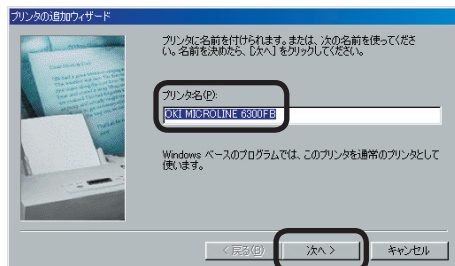 プリンタの追加ウィザード
プリンタに名前を付けられます。または、次の名前を使ってくださ
い。名前を決めたら、[次へ] をクリックしてください。
プリンタ名(P):
OKI MICROLINE 6300FB
Windows ベースのプログラムでは、このプリンタを通常のプリンタとして
使います。
< 戻る(B)
次へ >
キャンセル